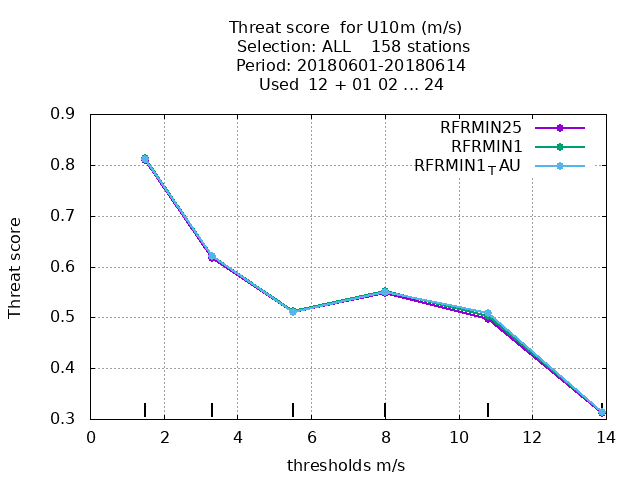 Threat score  for U10m (m/s)
Selection: ALL    158 stations
Period: 20180601-20180614
Used  12 + 01 02 ... 24
RFRMIN25
RFRMIN1
RFRMIN1TAU
Threat score
0.9
0.8
0.7
0.6
0.5
0.4
0.3
0 2 4 6 8 10 12 14
thresholds m/s